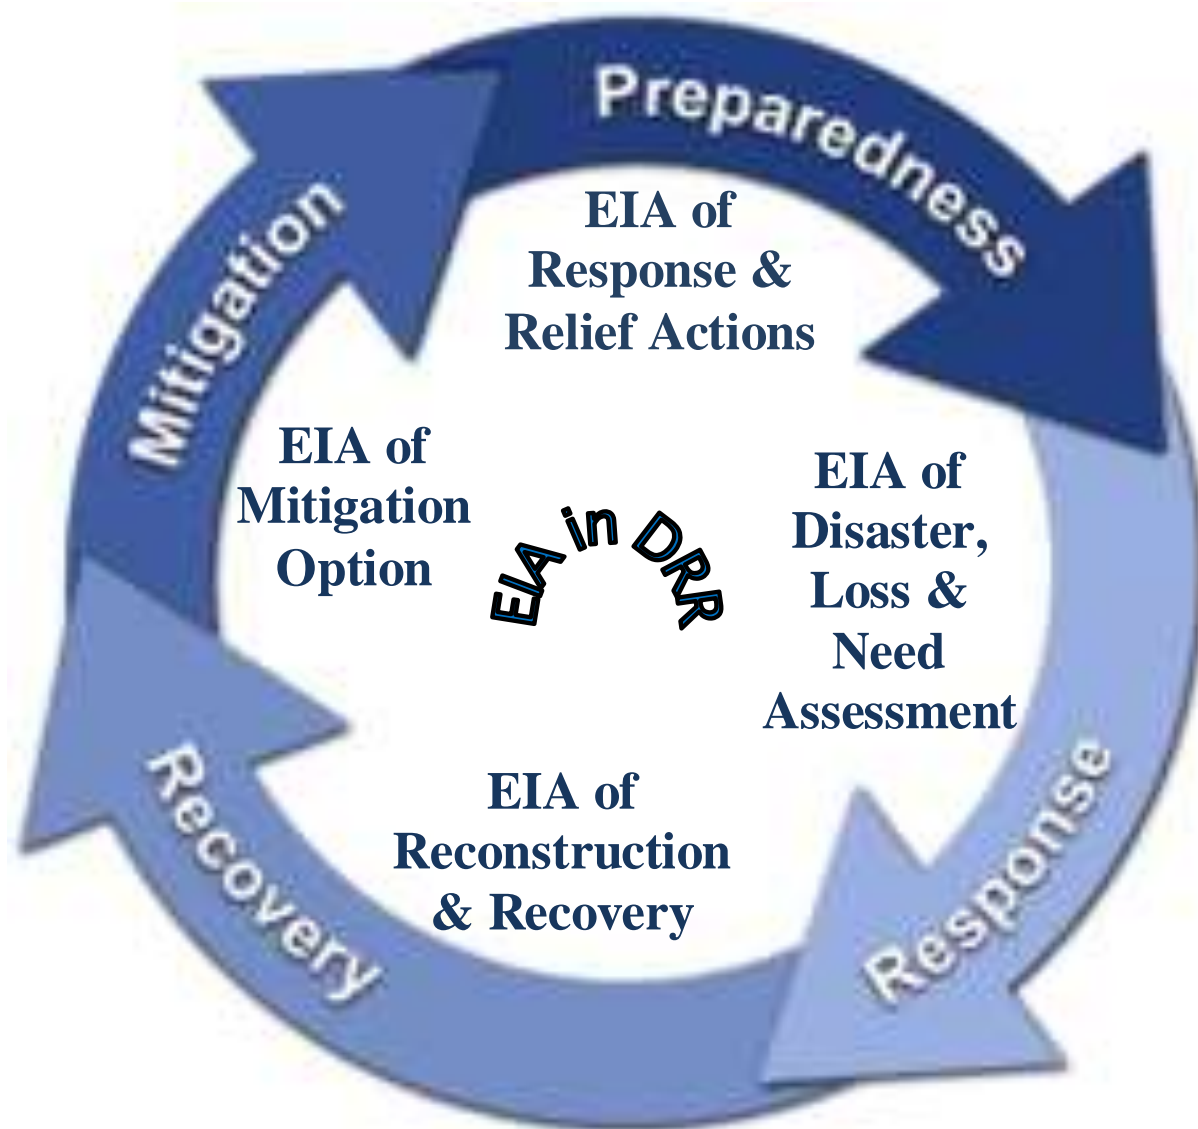 Preparedness
EIA of
Response &
Relief Actions
Mitigation
EIA of
Mitigation
Option
EIA in DRR
EIA of
Disaster,
Loss &
Need
Assessment
Response
EIA of
Reconstruction
& Recovery
Recovery